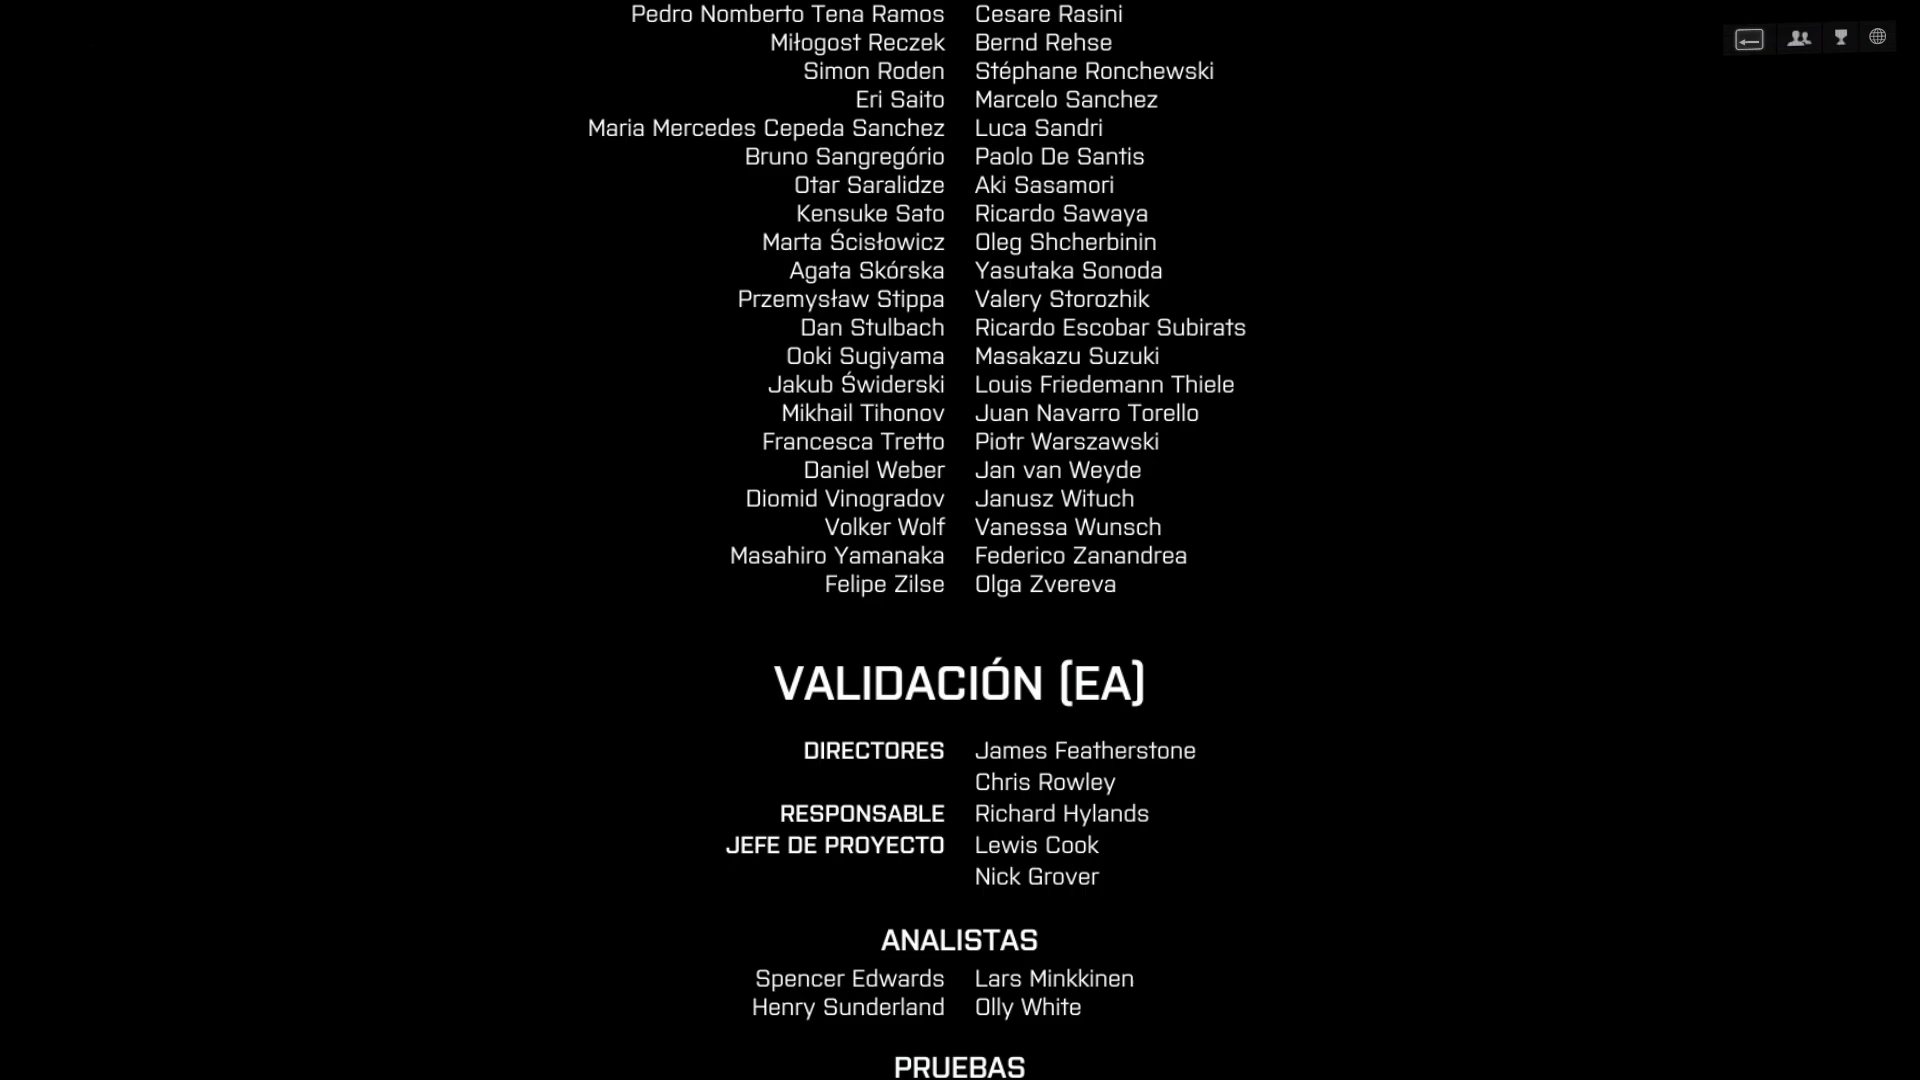 Pedro Nomberto Tena Ramos Cesare Rasini
Miłogost Reczek Bernd Rehse
Simon Roden Stéphane Ronchewski
Eri Saito Marcelo Sanchez
Maria Mercedes Cepeda Sanchez Luca Sandri
Bruno Sangregório Paolo De Santis
Otar Saralidze Aki Sasamori
Kensuke Sato Ricardo Sawaya
Marta Ścisłowicz Oleg Shcherbinin
Agata Skórska Yasutaka Sonoda
Przemysław Stippa Valery Storozhik
Dan Stulbach Ricardo Escobar Subirats
Ooki Sugiyama Masakazu Suzuki
Jakub Świderski Louis Friedemann Thiele
Mikhail Tihonov Juan Navarro Torello
Francesca Tretto Piotr Warszawski
Daniel Weber Jan van Weyde
Diomid Vinogradov Janusz Wituch
Volker Wolf Vanessa Wunsch
Masahiro Yamanaka Federico Zanandrea
Felipe Zilse Olga Zvereva
VALIDACIÓN (EA)
DIRECTORES James Featherstone
Chris Rowley
RESPONSABLE Richard Hylands
JEFE DE PROYECTO Lewis Cook
Nick Grover
ANALISTAS
Spencer Edwards Lars Minkkinen
Henry Sunderland Olly White
PRUEBAS